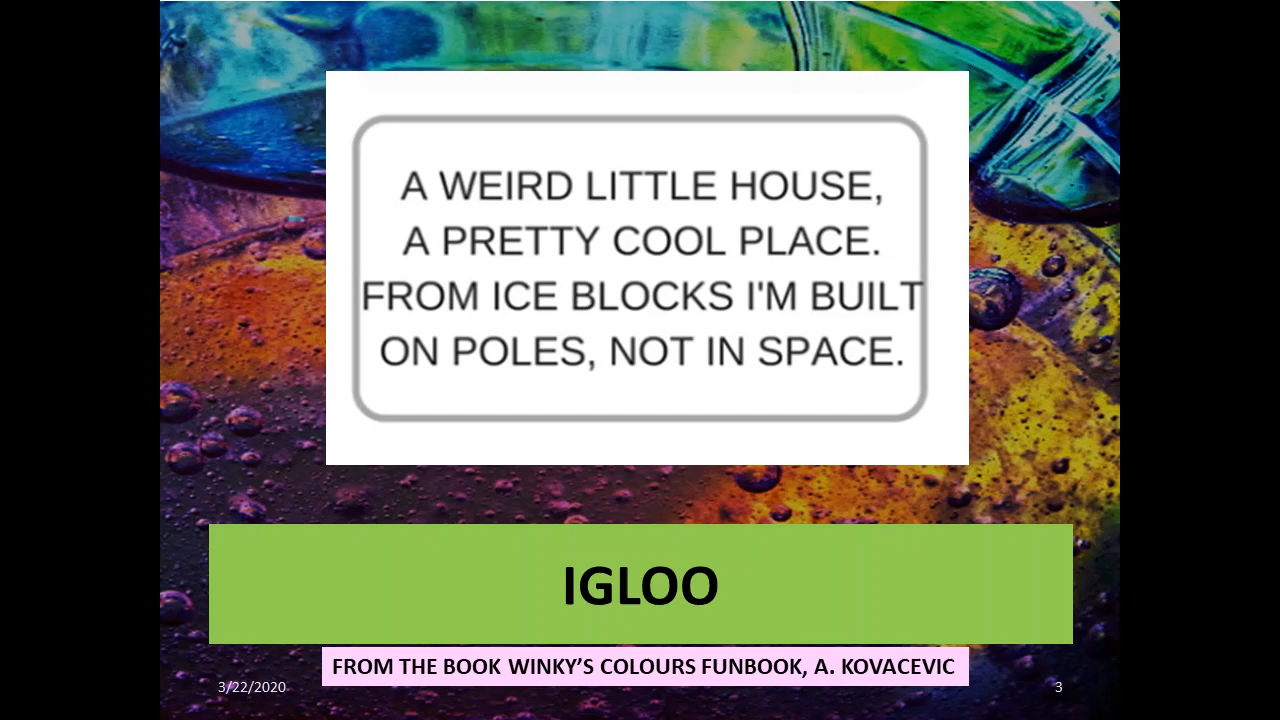 A WEIRD LITTLE HOUSE,
A PRETTY COOL PLACE.
FROM ICE BLOCKS I'M BUILT
ON POLES, NOT IN SPACE.
IGLOO
FROM THE BOOK WINKY’S COLOURS FUNBOOK, A. KOVACEVIC
3/22/2020
3